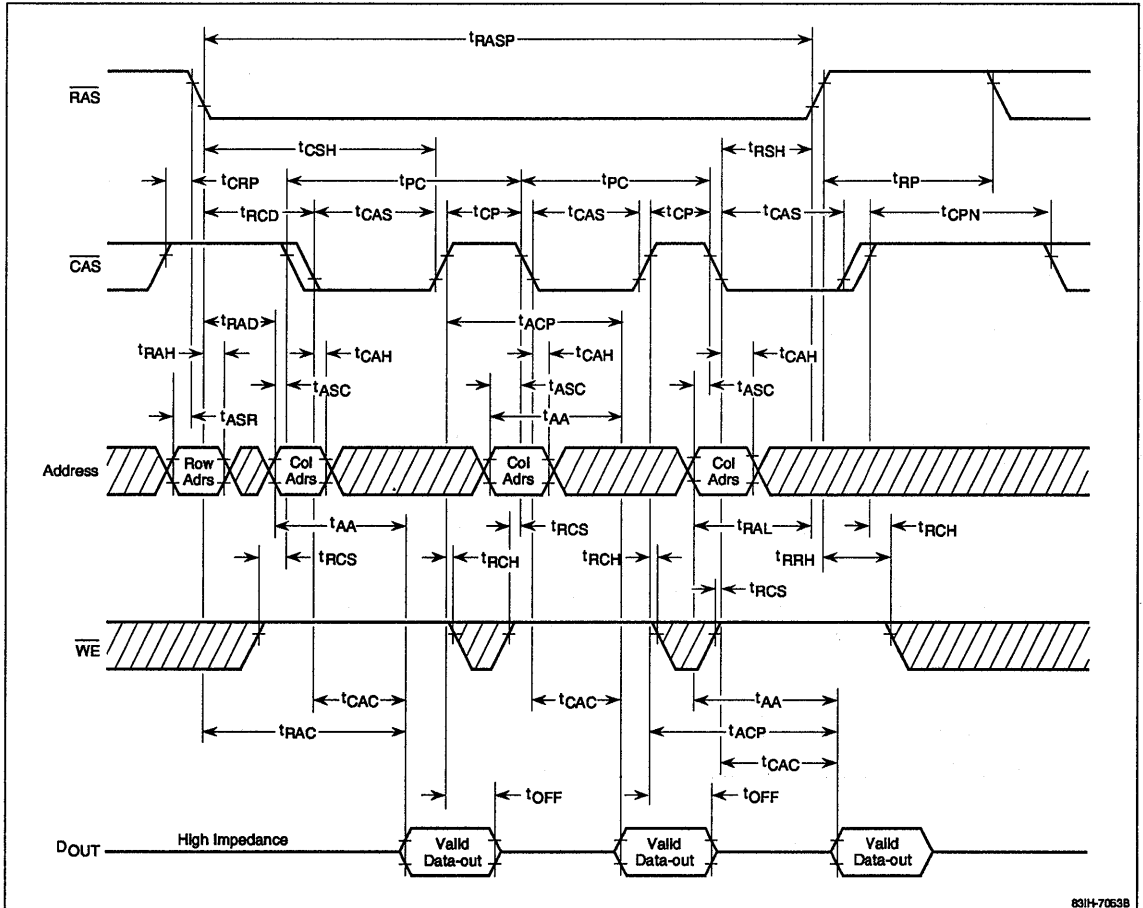 tRASP
RAS
tCSH
tRSH
tCRP
tPC
tPC
tRP
tRCD
tCAS
tCP
tCAS
tCP
tCAS
tCPN
CAS
tRAD
tACP
tRAH
tCAH
tCAH
tCAH
tASC
tASC
tASC
tASR
tAA
Address
Row Adrs
Col Adrs
Col Adrs
Col Adrs
tAA
tRCS
tRAL
tRCH
tRCS
tRCH
tRCH
tRRH
tRCS
WE
tCAC
tCAC
tAA
tRAC
tACP
tCAC
tOFF
tOFF
DOUT
High Impedance
Valid Data-out
Valid Data-out
Valid Data-out
83IH-7053B